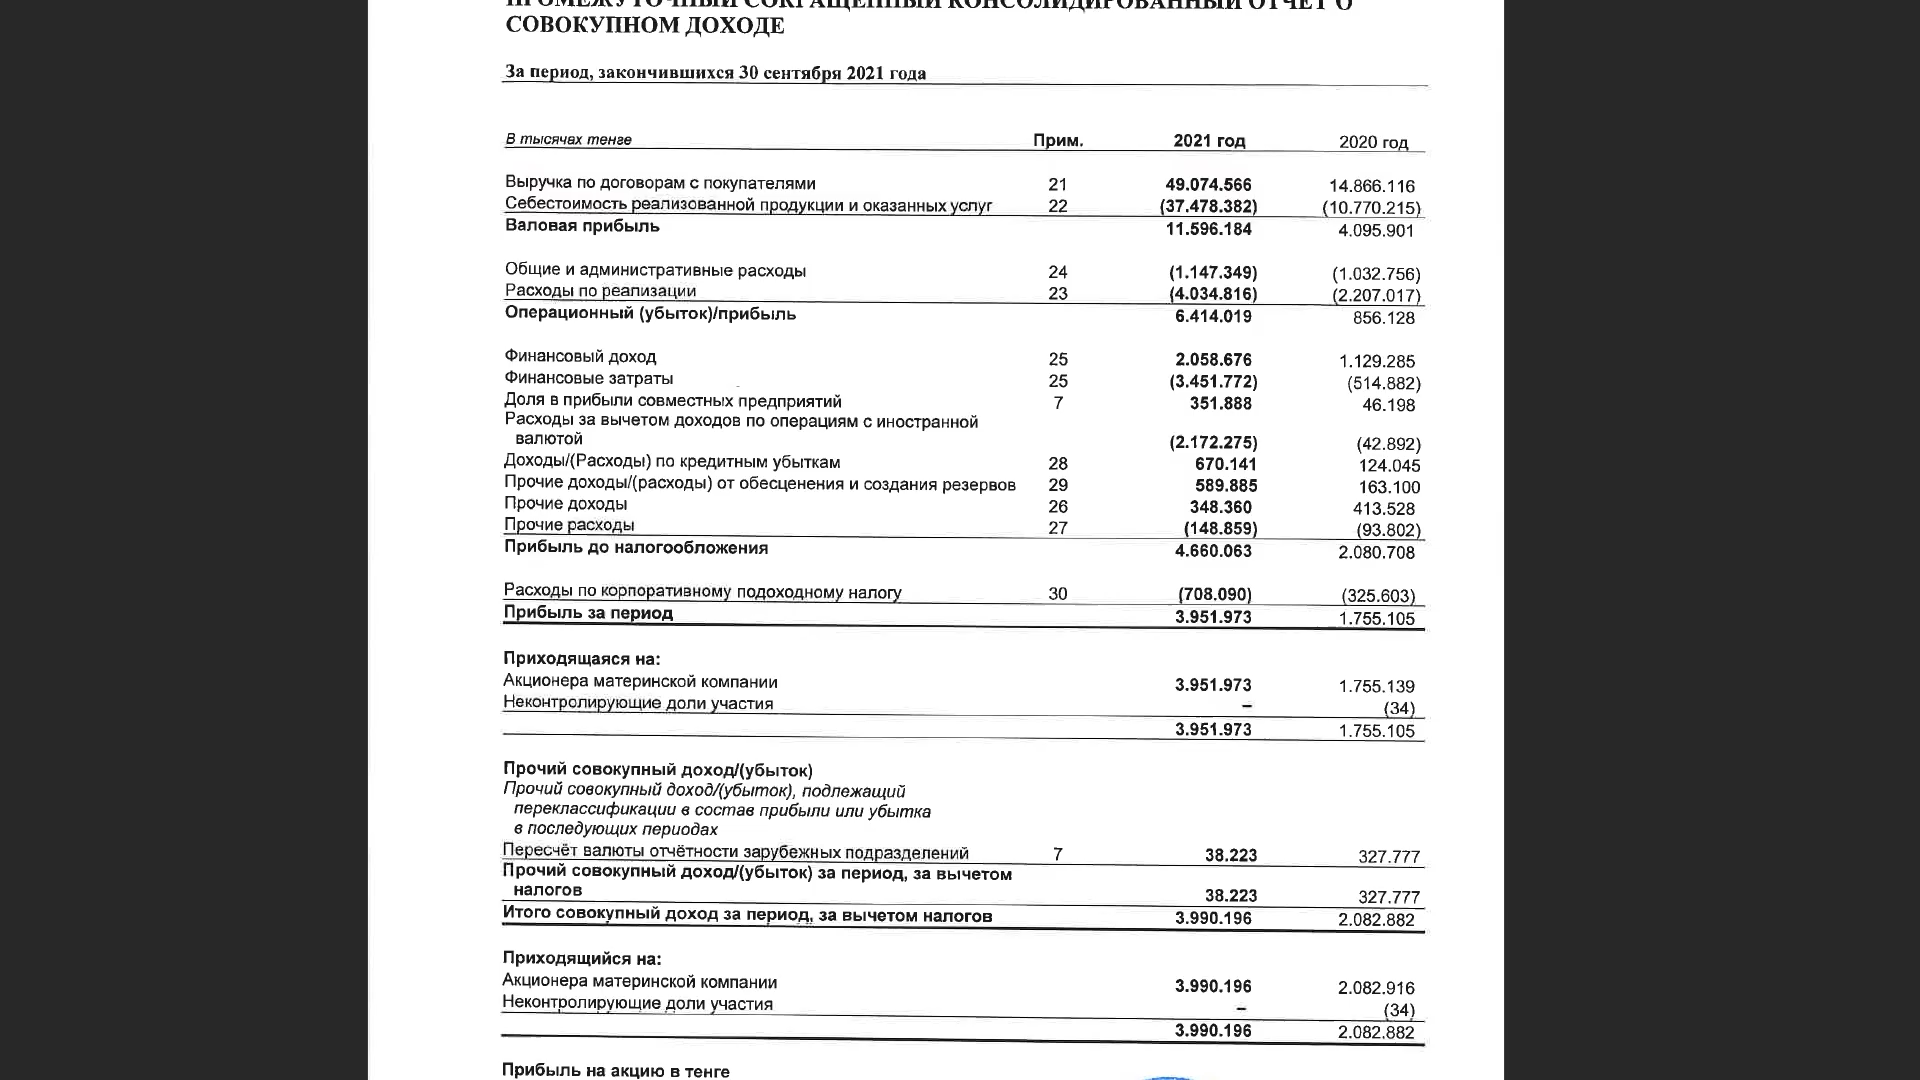 ПРОМЕЖУТОЧНЫЙ СОКРАЩЕННЫЙ КОНСОЛИДИРОВАННЫЙ ОТЧЕТ О
СОВОКУПНОМ ДОХОДЕ
За период, закончившихся 30 сентября 2021 года
В тысячах тенге Прим. 2021 год 2020 год
Выручка по договорам с покупателями 21 49.074.566 14.866.116
Себестоимость реализованной продукции и оказанных услуг 22 (37.478.382) (10.770.215)
Валовая прибыль 11.596.184 4.095.901
Общие и административные расходы 24 (1.147.349) (1.032.756)
Расходы по реализации 23 (4.034.816) (2.207.017)
Операционный (убыток)/прибыль 6.414.019 856.128
Финансовый доход 25 2.058.676 1.129.285
Финансовые затраты 25 (3.451.772) (514.882)
Доля в прибыли совместных предприятий 7 351.888 46.198
Расходы за вычетом доходов по операциям с иностранной
валютой (2.172.275) (42.892)
Доходы/(Расходы) по кредитным убыткам 28 670.141 124.045
Прочие доходы/(расходы) от обесценения и создания резервов 29 589.885 163.100
Прочие доходы 26 348.360 413.528
Прочие расходы 27 (148.859) (93.802)
Прибыль до налогообложения 4.660.063 2.080.708
Расходы по корпоративному подоходному налогу 30 (708.090) (325.603)
Прибыль за период 3.951.973 1.755.105
Приходящаяся на:
Акционера материнской компании 3.951.973 1.755.139
Неконтролирующие доли участия – (34)
3.951.973 1.755.105
Прочий совокупный доход/(убыток)
Прочий совокупный доход/(убыток), подлежащий
переклассификации в состав прибыли или убытка
в последующих периодах
Пересчёт валюты отчётности зарубежных подразделений 7 38.223 327.777
Прочий совокупный доход/(убыток) за период, за вычетом
налогов 38.223 327.777
Итого совокупный доход за период, за вычетом налогов 3.990.196 2.082.882
Приходящийся на:
Акционера материнской компании 3.990.196 2.082.916
Неконтролирующие доли участия – (34)
3.990.196 2.082.882
Прибыль на акцию в тенге